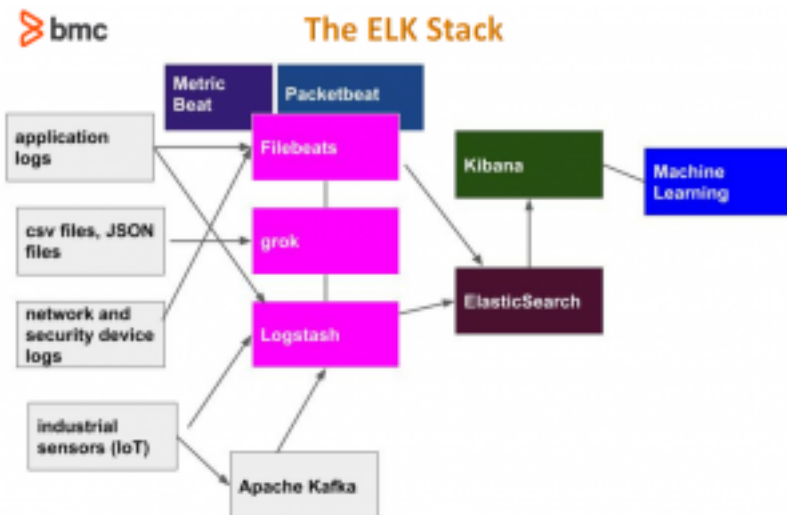 bmc
The ELK Stack
Metric
Beat
Packetbeat
application
logs
Filebeats
Kibana
Machine
Learning
csv files, JSON
files
grok
network and
security device
logs
Logstash
ElasticSearch
industrial
sensors (IoT)
Apache Kafka